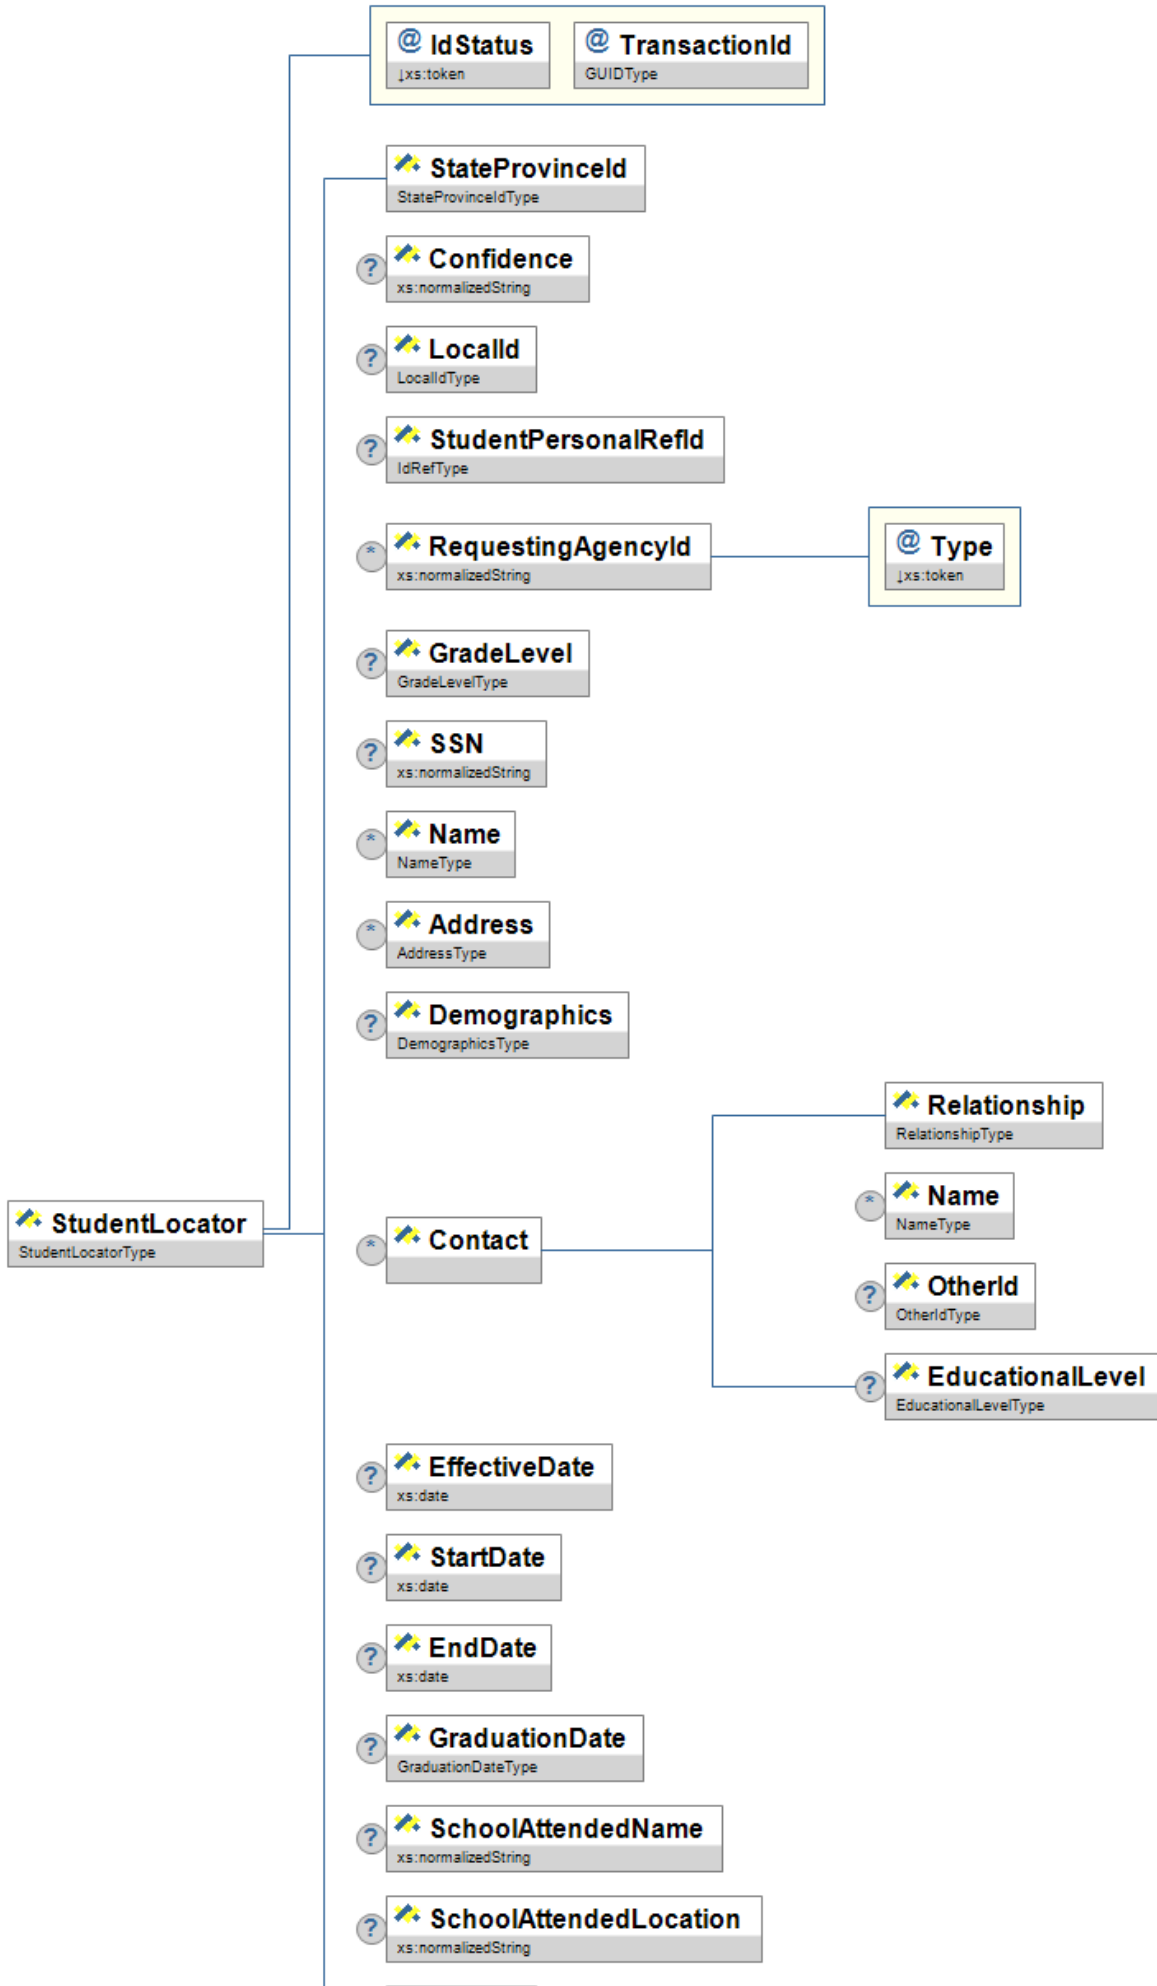 @ IdStatus
↓xs:token
@ TransactionId
GUIDType
StateProvinceId
StateProvinceIdType
? Confidence
xs:normalizedString
? LocalId
LocalIdType
? StudentPersonalRefId
IdRefType
* RequestingAgencyId
xs:normalizedString
@ Type
↓xs:token
? GradeLevel
GradeLevelType
? SSN
xs:normalizedString
* Name
NameType
* Address
AddressType
? Demographics
DemographicsType
StudentLocator
StudentLocatorType
* Contact
Relationship
RelationshipType
* Name
NameType
? OtherId
OtherIdType
? EducationalLevel
EducationalLevelType
? EffectiveDate
xs:date
? StartDate
xs:date
? EndDate
xs:date
? GraduationDate
GraduationDateType
? SchoolAttendedName
xs:normalizedString
? SchoolAttendedLocation
xs:normalizedString